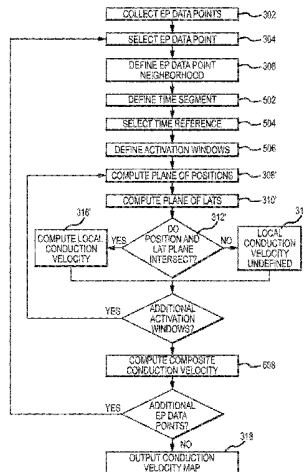 COLLECT EP DATA POINTS
302
SELECT EP DATA POINT
304
DEFINE EP DATA POINT
NEIGHBORHOOD
306
DEFINE TIME SEGMENT
502
SELECT TIME REFERENCE
504
DEFINE ACTIVATION WINDOWS
506
COMPUTE PLANE OF POSITIONS
308'
COMPUTE PLANE OF LATS
310'
316'
312'
COMPUTE LOCAL
CONDUCTION
VELOCITY
YES
DO
POSITION AND
LAT PLANE
INTERSECT?
NO
LOCAL
CONDUCTION
VELOCITY
UNDEFINED
YES
ADDITIONAL
ACTIVATION
WINDOWS?
COMPUTE COMPOSITE
CONDUCTION VELOCITY
508
YES
ADDITIONAL
EP DATA
POINTS?
NO
318
OUTPUT CONDUCTION
VELOCITY MAP